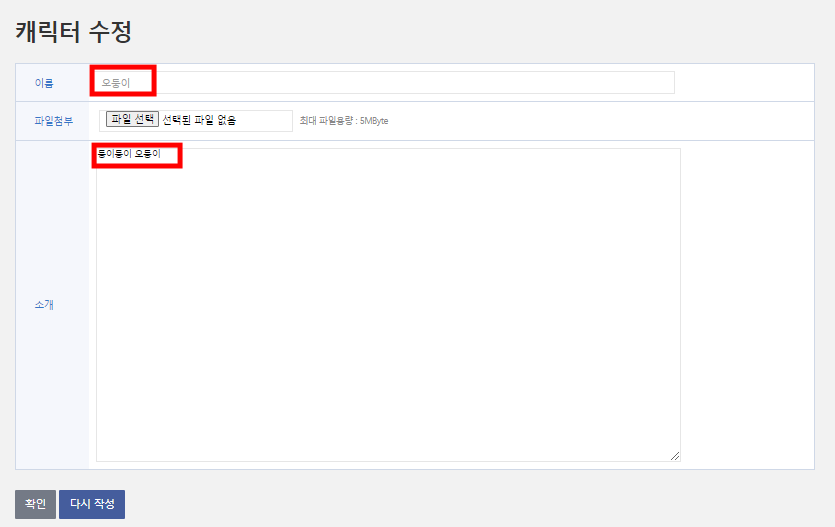 캐릭터 수정
이름 오동이
파일첨부 파일 선택 선택된 파일 없음 최대 파일용량 : 5MByte
동이동이 오동이
소개
확인 다시 작성